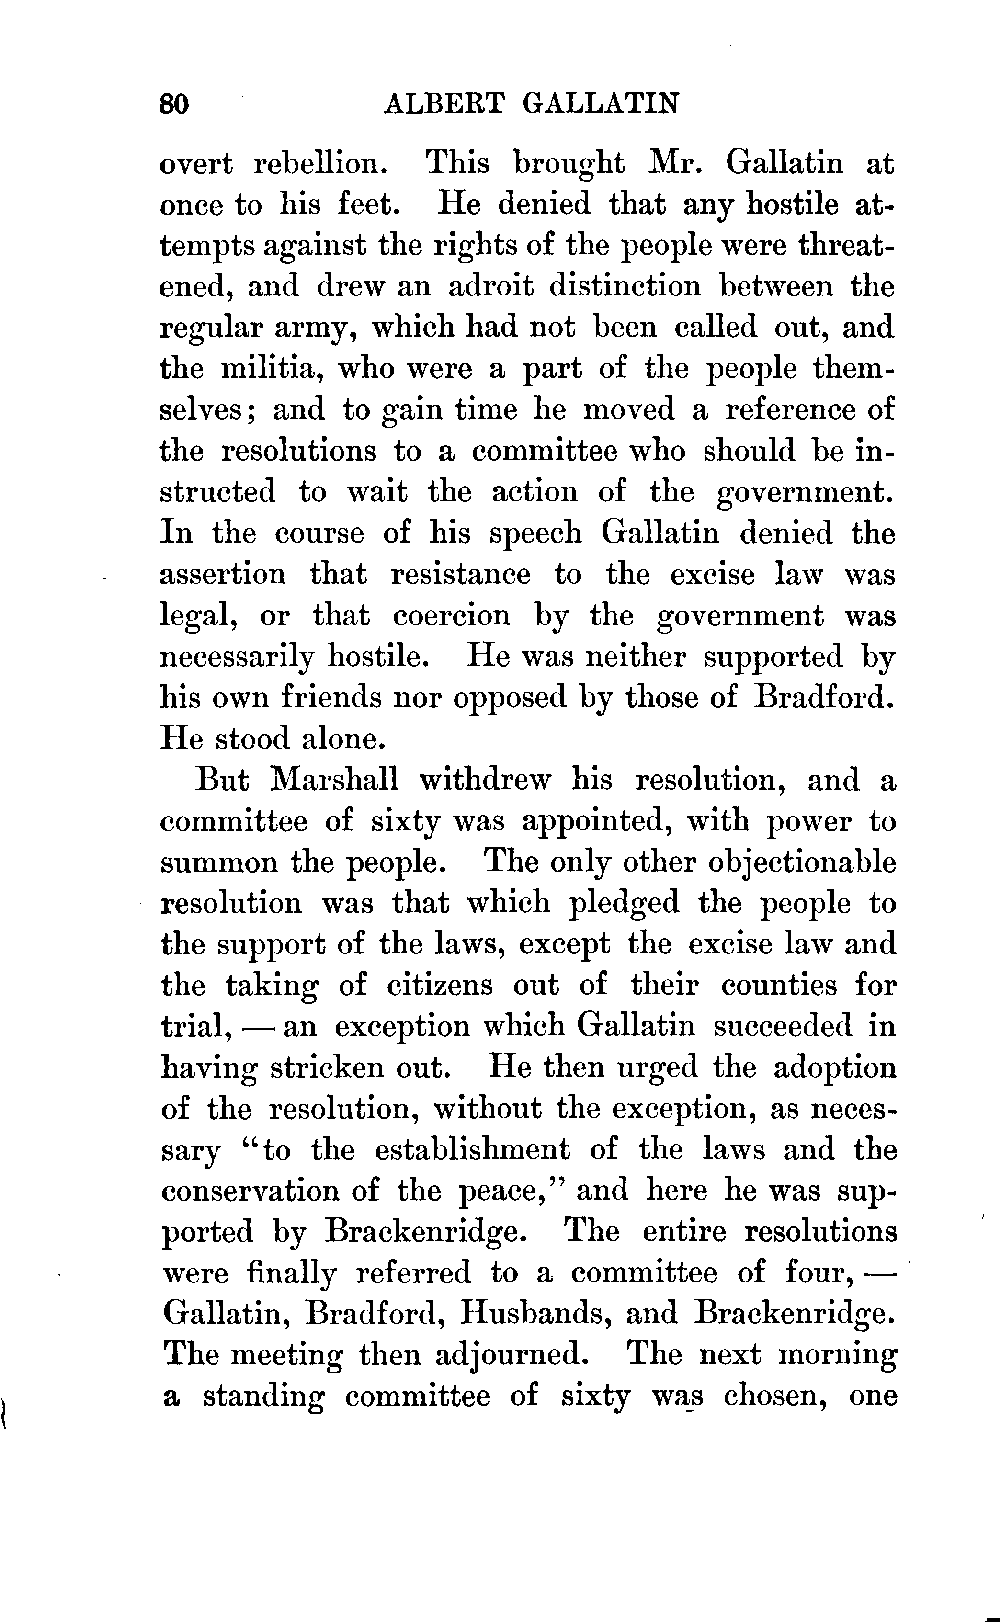 80 ALBERT GALLATIN
overt rebellion. This brought Mr. Gallatin at
once to his feet. He denied that any hostile at-
tempts against the rights of the people were threat-
ened, and drew an adroit distinction between the
regular army, which had not been called out, and
the militia, who were a part of the people them-
selves; and to gain time he moved a reference of
the resolutions to a committee who should be in-
structed to wait the action of the government.
In the course of his speech Gallatin denied the
assertion that resistance to the excise law was
legal, or that coercion by the government was
necessarily hostile. He was neither supported by
his own friends nor opposed by those of Bradford.
He stood alone.
But Marshall withdrew his resolution, and a
committee of sixty was appointed, with power to
summon the people. The only other objectionable
resolution was that which pledged the people to
the support of the laws, except the excise law and
the taking of citizens out of their counties for
trial, — an exception which Gallatin succeeded in
having stricken out. He then urged the adoption
of the resolution, without the exception, as neces-
sary “to the establishment of the laws and the
conservation of the peace,” and here he was sup-
ported by Brackenridge. The entire resolutions
were finally referred to a committee of four, —
Gallatin, Bradford, Husbands, and Brackenridge.
The meeting then adjourned. The next morning
a standing committee of sixty was chosen, one